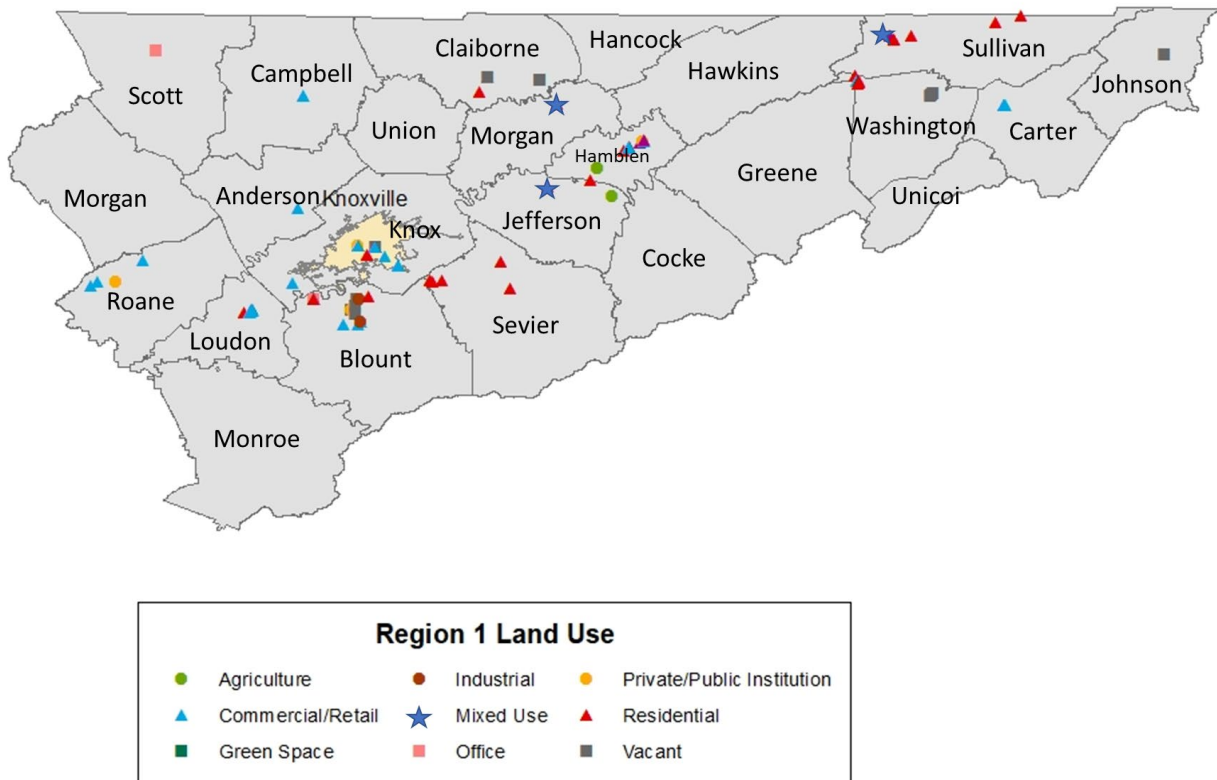 Hancock
Claiborne
Sullivan
Hawkins
Campbell
Scott
Johnson
Union
Morgan
Washington
Carter
Hamblen
Greene
Anderson
Morgan
Unicoi
Knoxville
Jefferson
Knox
Cocke
Roane
Sevier
Loudon
Blount
Monroe
Region 1 Land Use
Agriculture Industrial Private/Public Institution
Commercial/Retail Mixed Use Residential
Green Space Office Vacant